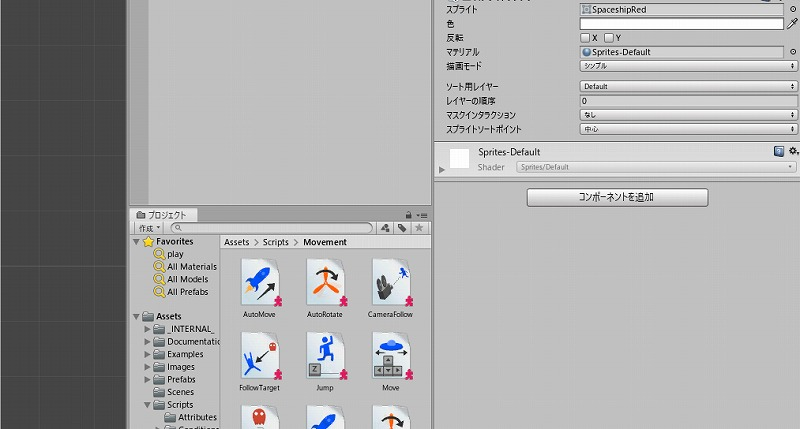 スプライト SpaceshipRed
色
反転 X Y
マテリアル Sprites-Default
描画モード シンプル
ソート用レイヤー Default
レイヤーの順序 0
マスクインタラクション なし
スプライトソートポイント 中心
Sprites-Default
Shader Sprites/Default
コンポーネントを追加
プロジェクト
作成
Favorites
play
All Materials
All Models
All Prefabs
Assets
_INTERNAL_
Documentatio
Examples
Images
Prefabs
Scenes
Scripts
Attributes
Assets > Scripts > Movement
AutoMove AutoRotate CameraFollow
Z
FollowTarget Jump Move